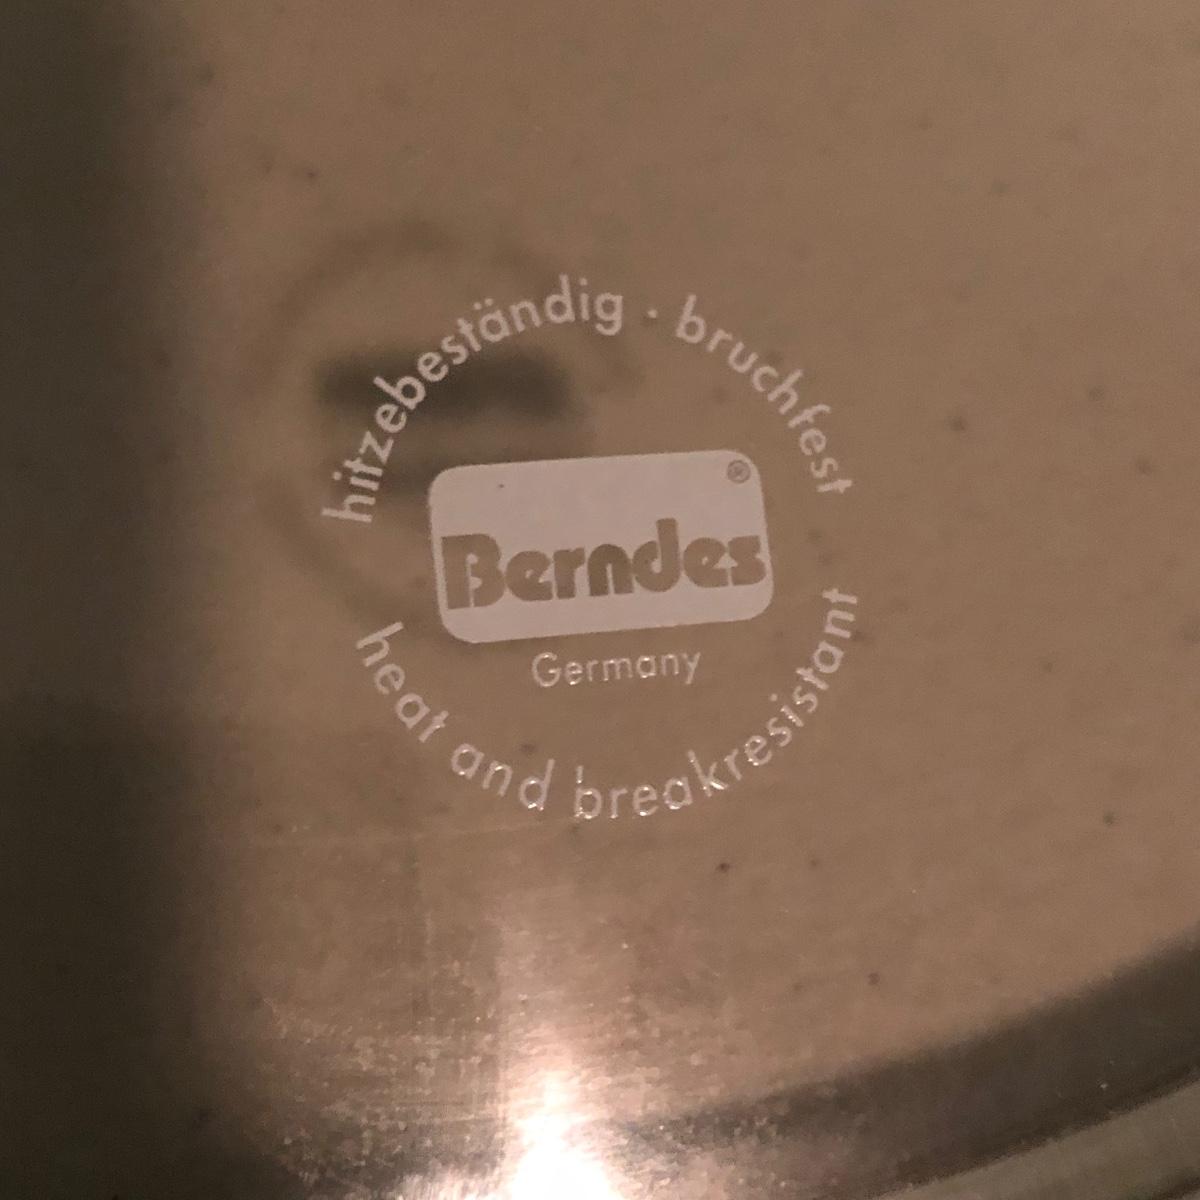 hitzebeständig · bruchfest
Berndes®
Germany
heat and breakresistant